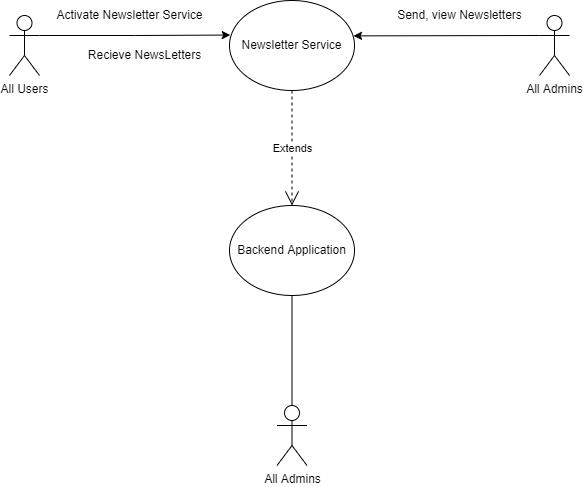 Activate Newsletter Service
Send, view Newsletters
Newsletter Service
Recieve NewsLetters
All Users
All Admins
Extends
Backend Application
All Admins